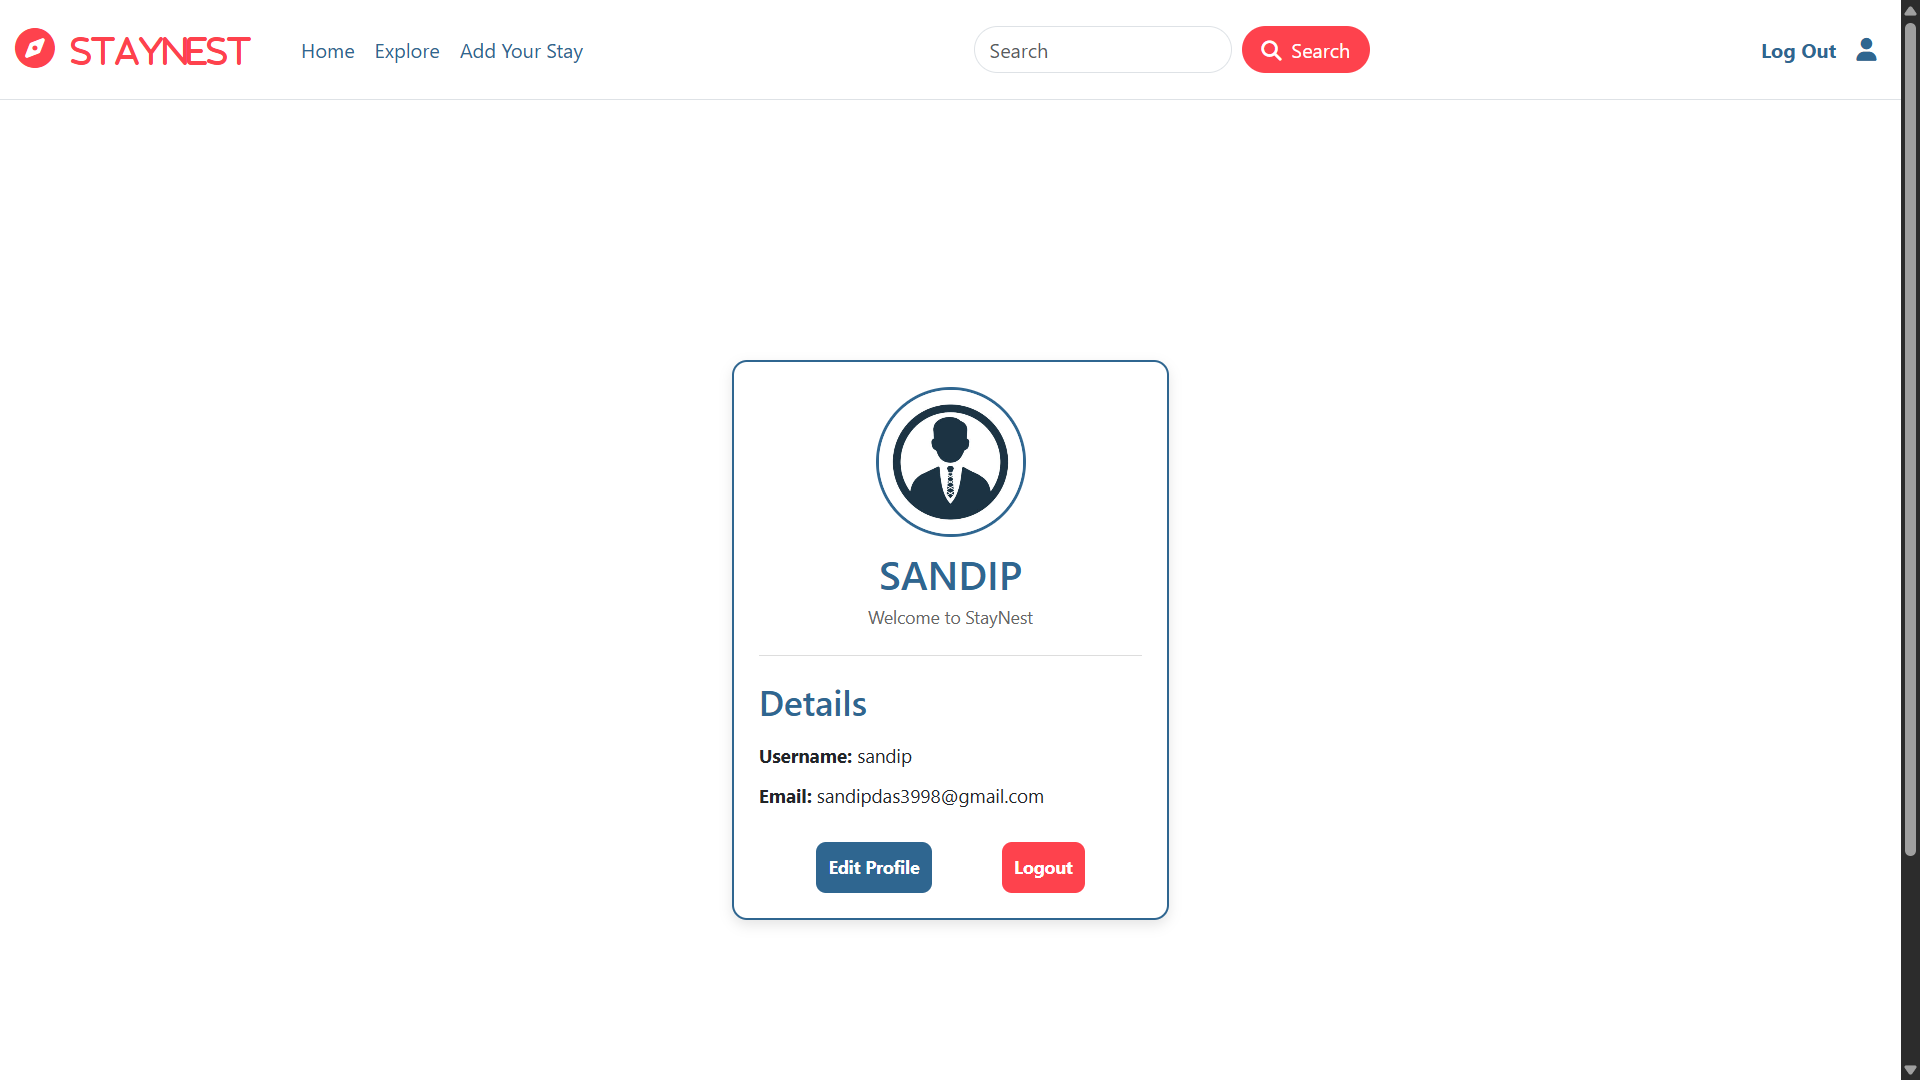 STAYNEST Home Explore Add Your Stay Search Search Log Out
SANDIP
Welcome to StayNest
Details
Username: sandip
Email: sandipdas3998@gmail.com
Edit Profile Logout